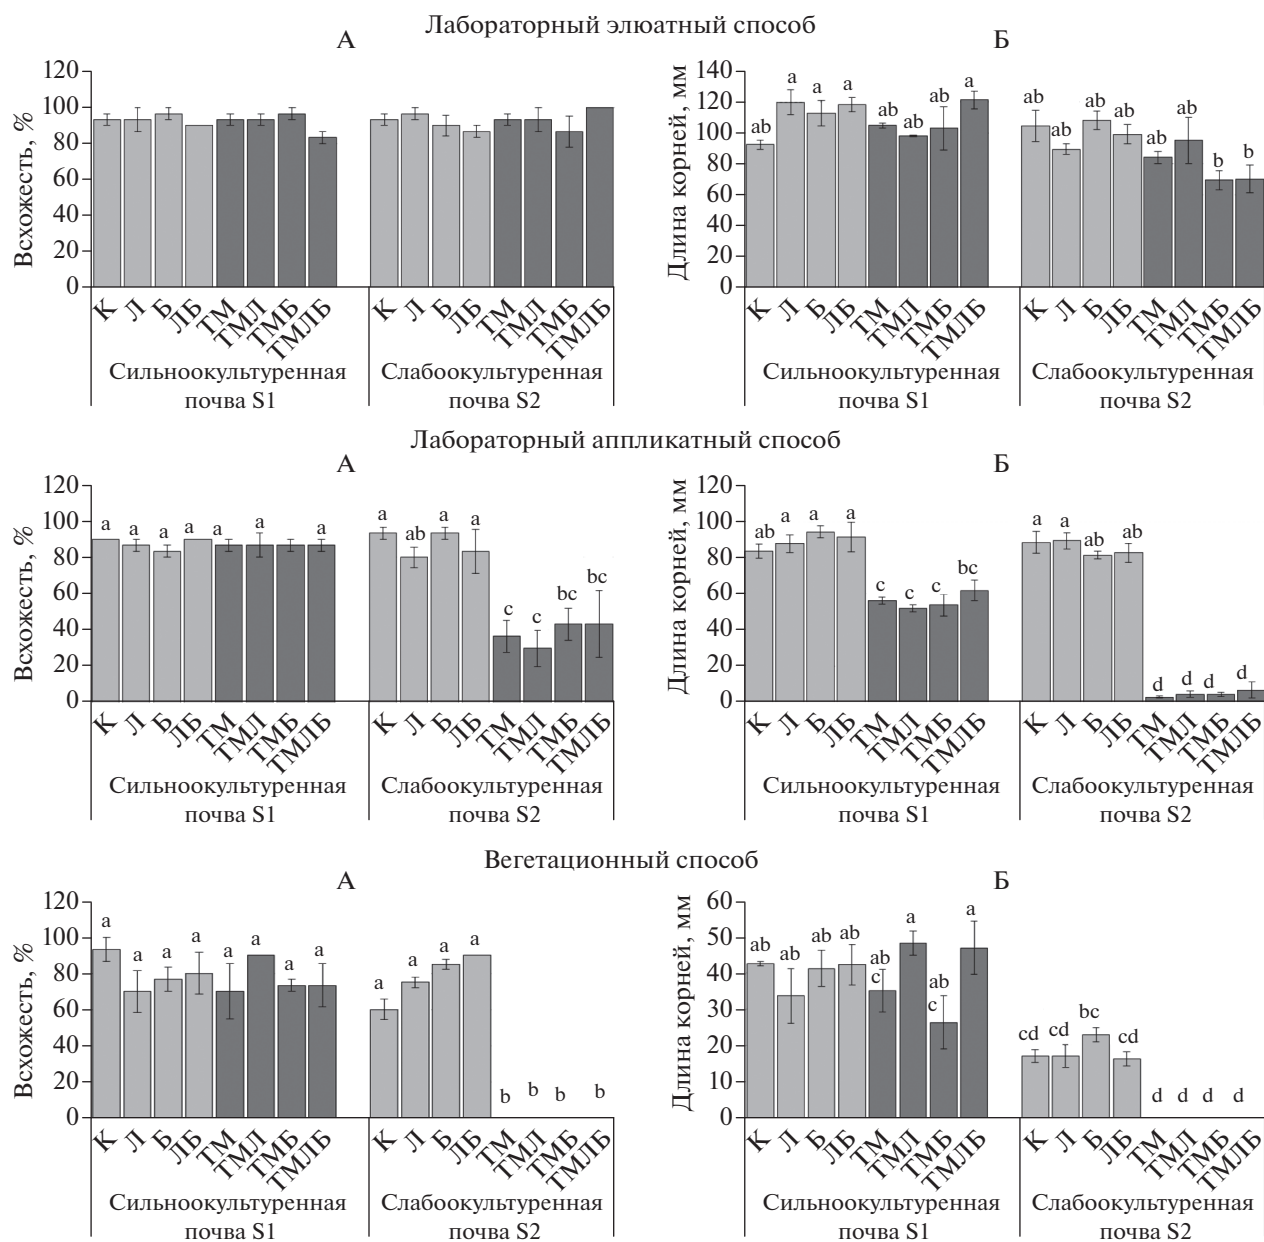 Лабораторный элюатный способ
А
Б
Всхожесть, %
120
100
80
60
40
20
0
К Л Б ЛБ ТМ ТМЛ ТМБ ТМЛБ
К Л Б ЛБ ТМ ТМЛ ТМБ ТМЛБ
Сильноокультуренная
почва S1
Слабоокультуренная
почва S2
Длина корней, мм
140
120
100
80
60
40
20
0
ab a a a ab ab ab a
ab ab ab ab ab ab b b
К Л Б ЛБ ТМ ТМЛ ТМБ ТМЛБ
К Л Б ЛБ ТМ ТМЛ ТМБ ТМЛБ
Сильноокультуренная
почва S1
Слабоокультуренная
почва S2
Лабораторный аппликатный способ
А
Б
Всхожесть, %
120
100
80
60
40
20
0
a a a a a a a
a ab a a c c bc bc
К Л Б ЛБ ТМ ТМЛ ТМБ ТМЛБ
К Л Б ЛБ ТМ ТМЛ ТМБ ТМЛБ
Сильноокультуренная
почва S1
Слабоокультуренная
почва S2
Длина корней, мм
120
100
80
60
40
20
0
ab a a a c c c bc
a a ab ab d d d d
К Л Б ЛБ ТМ ТМЛ ТМБ ТМЛБ
К Л Б ЛБ ТМ ТМЛ ТМБ ТМЛБ
Сильноокультуренная
почва S1
Слабоокультуренная
почва S2
Вегетационный способ
А
Б
Всхожесть, %
120
100
80
60
40
20
0
a a a a a a a a
a a a a b b b b
К Л Б ЛБ ТМ ТМЛ ТМБ ТМЛБ
К Л Б ЛБ ТМ ТМЛ ТМБ ТМЛБ
Сильноокультуренная
почва S1
Слабоокультуренная
почва S2
Длина корней, мм
60
50
40
30
20
10
0
ab ab ab ab ab a ab a
c c
cd cd bc cd d d d d
К Л Б ЛБ ТМ ТМЛ ТМБ ТМЛБ
К Л Б ЛБ ТМ ТМЛ ТМБ ТМЛБ
Сильноокультуренная
почва S1
Слабоокультуренная
почва S2